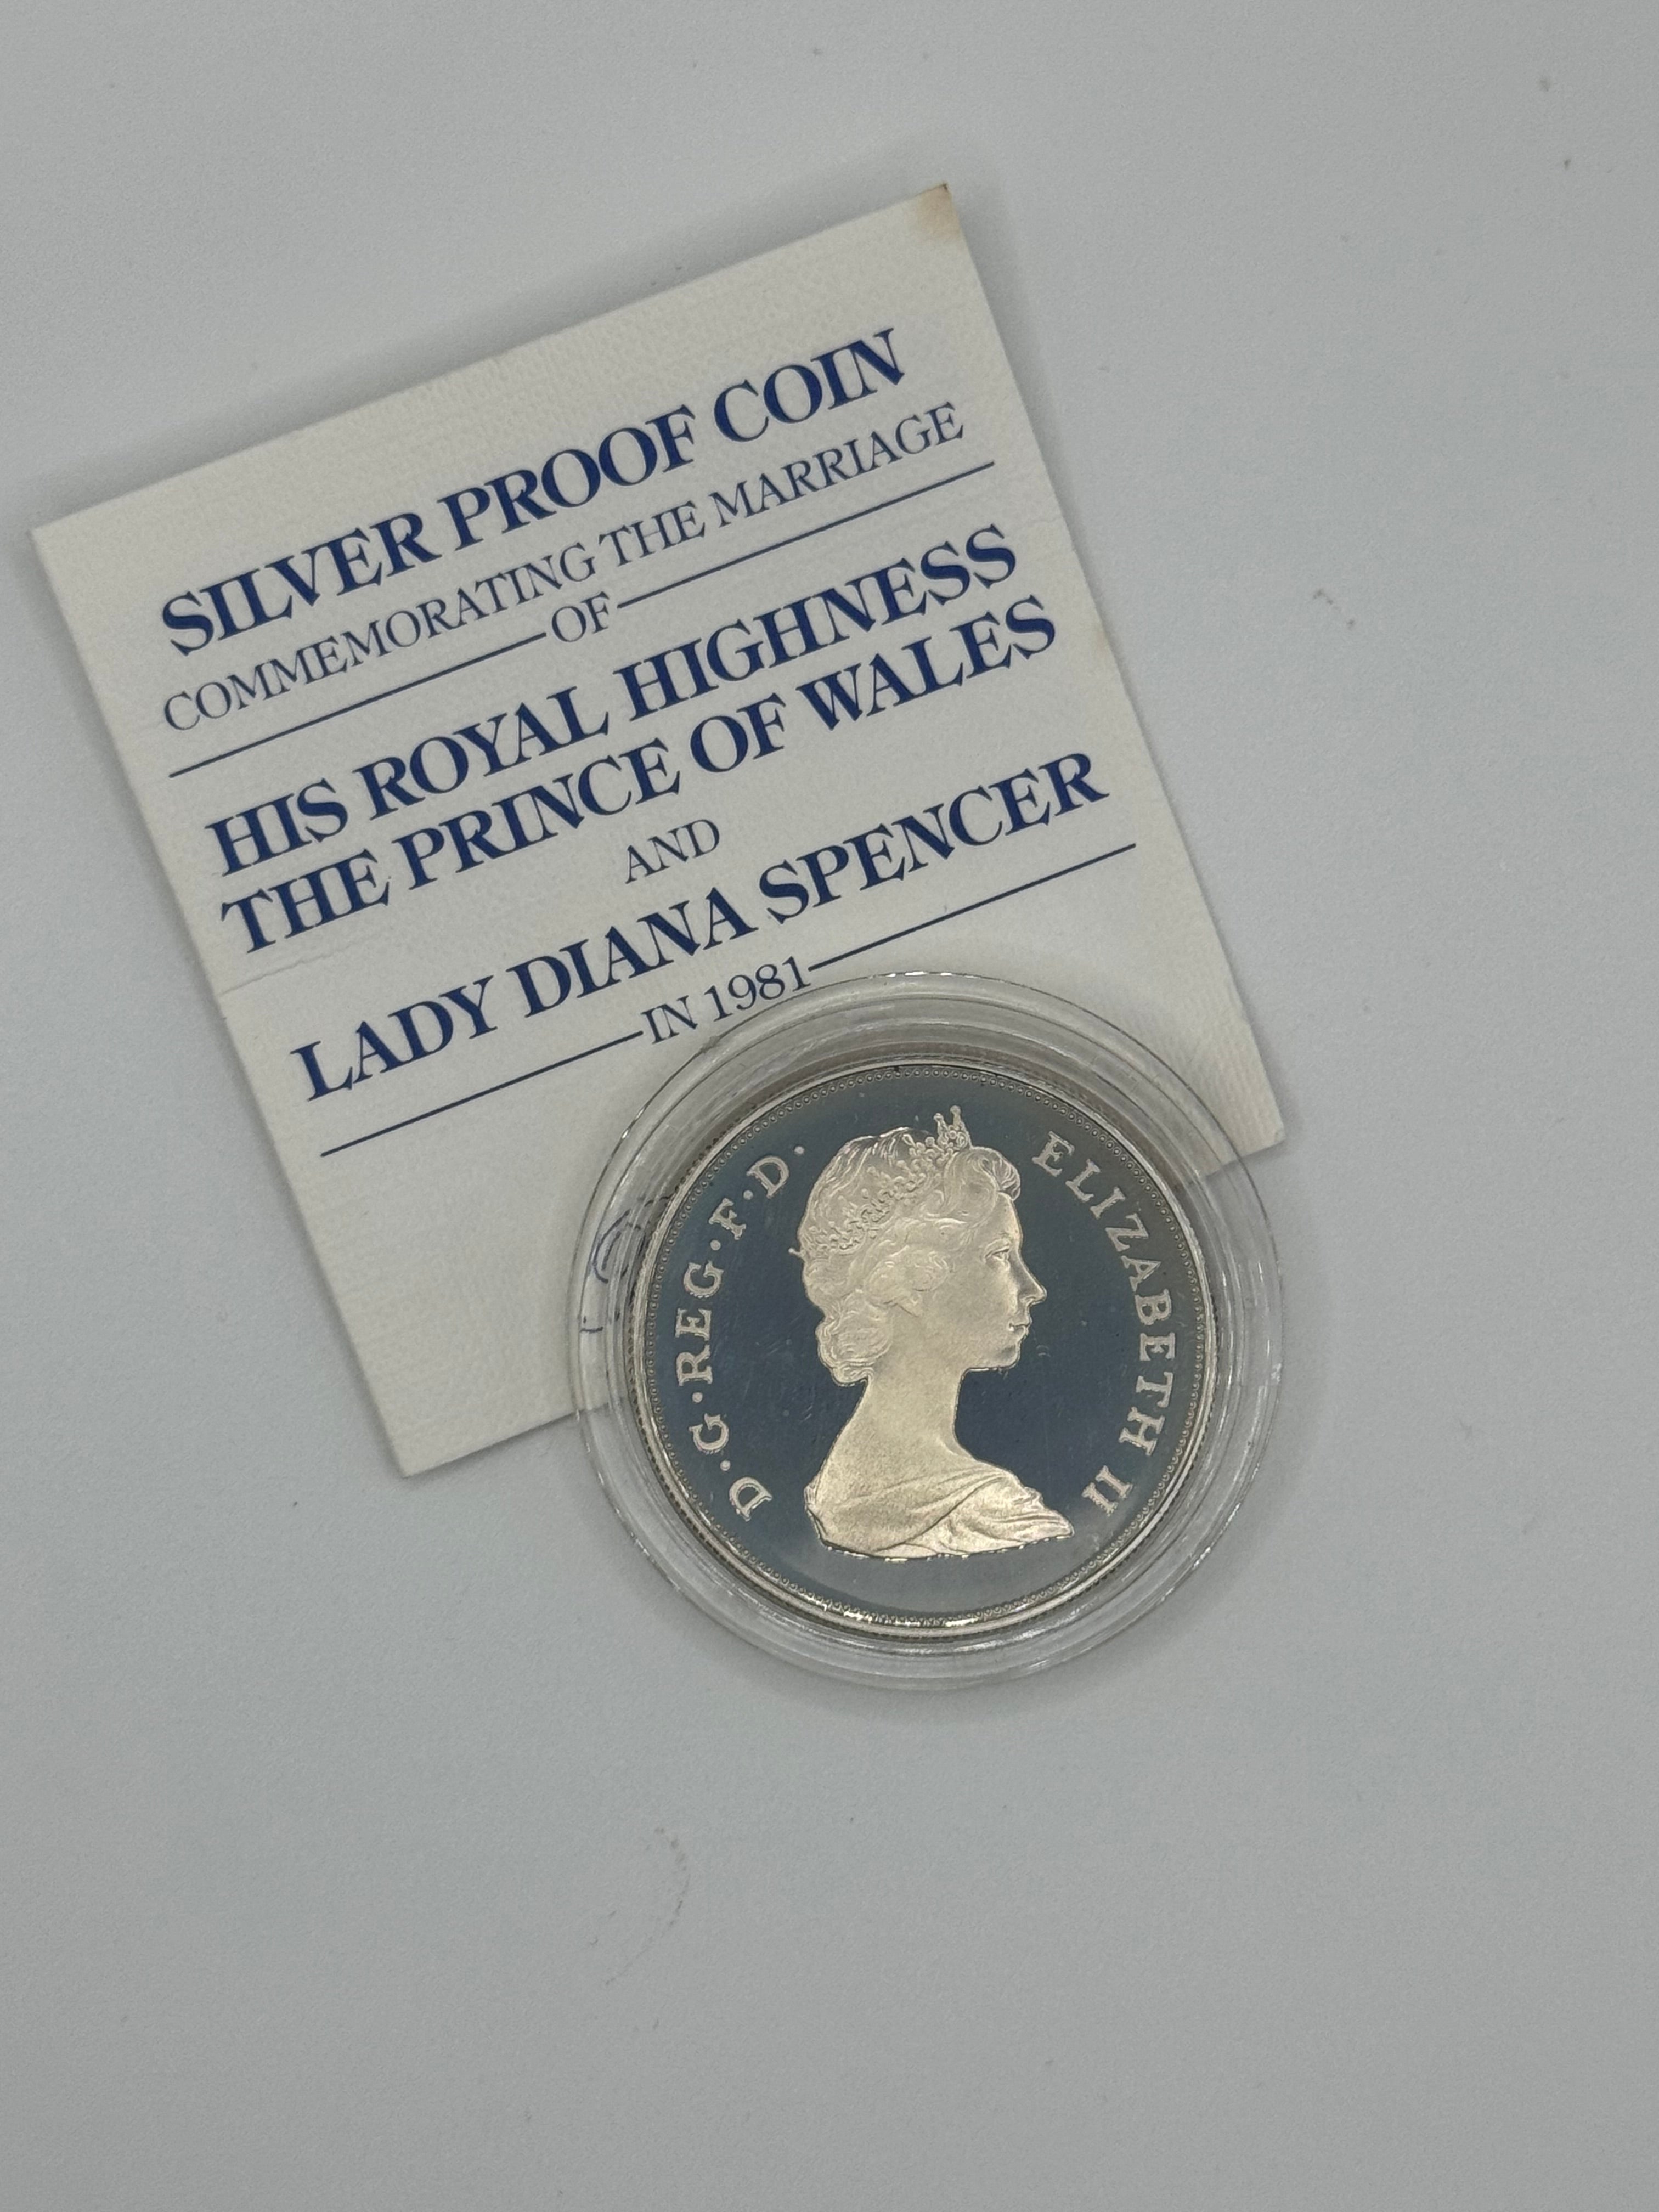 SILVER PROOF COIN
COMMEMORATING THE MARRIAGE
OF
HIS ROYAL HIGHNESS
THE PRINCE OF WALES
AND
LADY DIANA SPENCER
IN 1981
D·G·REG·F·D·
ELIZABETH II